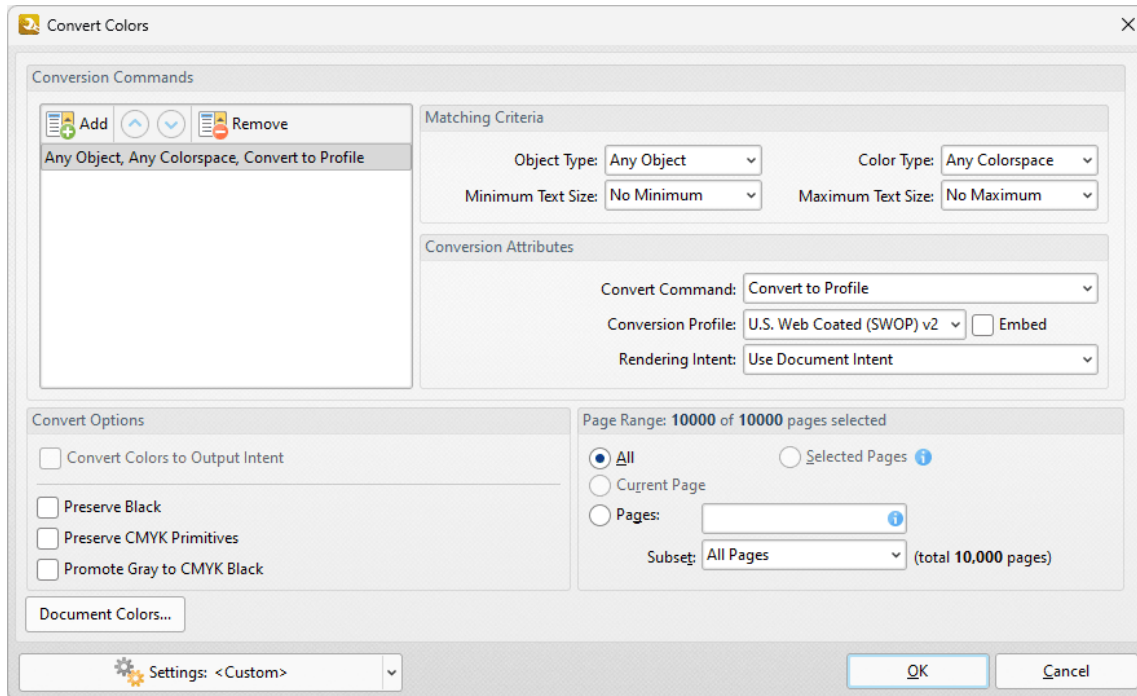 Convert Colors
Conversion Commands
Add Remove
Any Object, Any Colorspace, Convert to Profile
Matching Criteria
Object Type: Any Object Color Type: Any Colorspace
Minimum Text Size: No Minimum Maximum Text Size: No Maximum
Conversion Attributes
Convert Command: Convert to Profile
Conversion Profile: U.S. Web Coated (SWOP) v2 Embed
Rendering Intent: Use Document Intent
Convert Options
Convert Colors to Output Intent
Preserve Black
Preserve CMYK Primitives
Promote Gray to CMYK Black
Page Range: 10000 of 10000 pages selected
All Selected Pages
Current Page
Pages:
Subset: All Pages (total 10,000 pages)
Document Colors...
Settings: <Custom>
OK Cancel